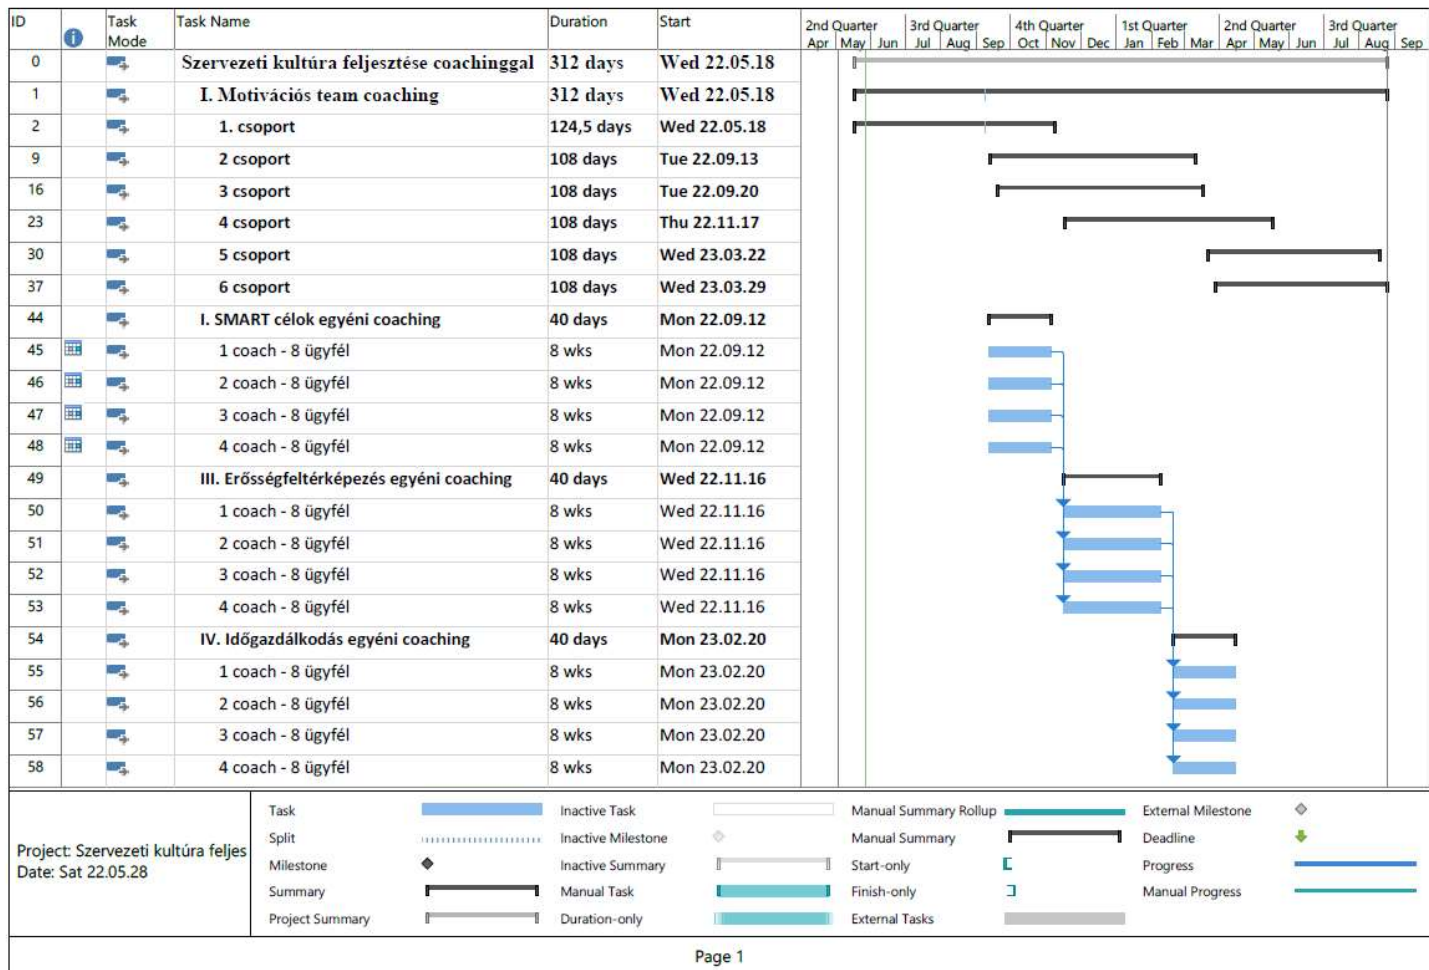 ID Task Mode Task Name Duration Start 2nd Quarter 3rd Quarter 4th Quarter 1st Quarter 2nd Quarter 3rd Quarter
Apr May Jun Jul Aug Sep Oct Nov Dec Jan Feb Mar Apr May Jun Jul Aug Sep
0 Szervezeti kultúra feljesztése coachinggal 312 days Wed 22.05.18
1 I. Motivációs team coaching 312 days Wed 22.05.18
2 1. csoport 124,5 days Wed 22.05.18
9 2 csoport 108 days Tue 22.09.13
16 3 csoport 108 days Tue 22.09.20
23 4 csoport 108 days Thu 22.11.17
30 5 csoport 108 days Wed 23.03.22
37 6 csoport 108 days Wed 23.03.29
44 I. SMART célok egyéni coaching 40 days Mon 22.09.12
45 1 coach - 8 ügyfél 8 wks Mon 22.09.12
46 2 coach - 8 ügyfél 8 wks Mon 22.09.12
47 3 coach - 8 ügyfél 8 wks Mon 22.09.12
48 4 coach - 8 ügyfél 8 wks Mon 22.09.12
49 III. Erősségfeltérképezés egyéni coaching 40 days Wed 22.11.16
50 1 coach - 8 ügyfél 8 wks Wed 22.11.16
51 2 coach - 8 ügyfél 8 wks Wed 22.11.16
52 3 coach - 8 ügyfél 8 wks Wed 22.11.16
53 4 coach - 8 ügyfél 8 wks Wed 22.11.16
54 IV. Időgazdálkodás egyéni coaching 40 days Mon 23.02.20
55 1 coach - 8 ügyfél 8 wks Mon 23.02.20
56 2 coach - 8 ügyfél 8 wks Mon 23.02.20
57 3 coach - 8 ügyfél 8 wks Mon 23.02.20
58 4 coach - 8 ügyfél 8 wks Mon 23.02.20
Project: Szervezeti kultúra feljes
Date: Sat 22.05.28
Task Inactive Task Manual Summary Rollup External Milestone
Split Inactive Milestone Manual Summary Deadline
Milestone Inactive Summary Start-only Progress
Summary Manual Task Finish-only Manual Progress
Project Summary Duration-only External Tasks
Page 1